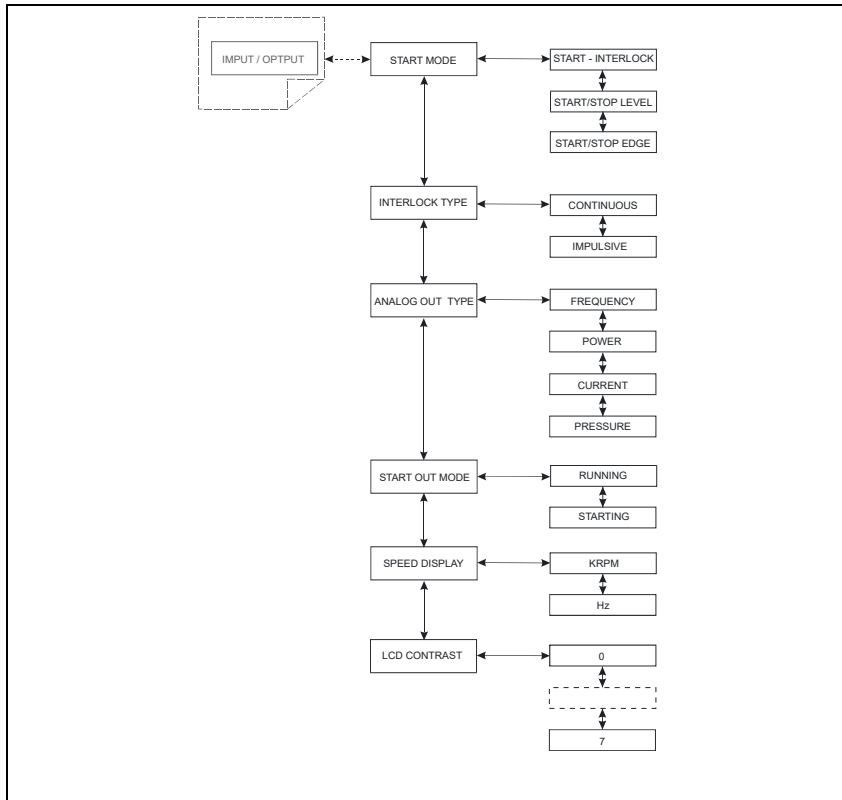 IMPUT / OPTPUT
START MODE
START - INTERLOCK
START/STOP LEVEL
START/STOP EDGE
INTERLOCK TYPE
CONTINUOUS
IMPULSIVE
ANALOG OUT TYPE
FREQUENCY
POWER
CURRENT
PRESSURE
START OUT MODE
RUNNING
STARTING
SPEED DISPLAY
KRPM
Hz
LCD CONTRAST
0
7